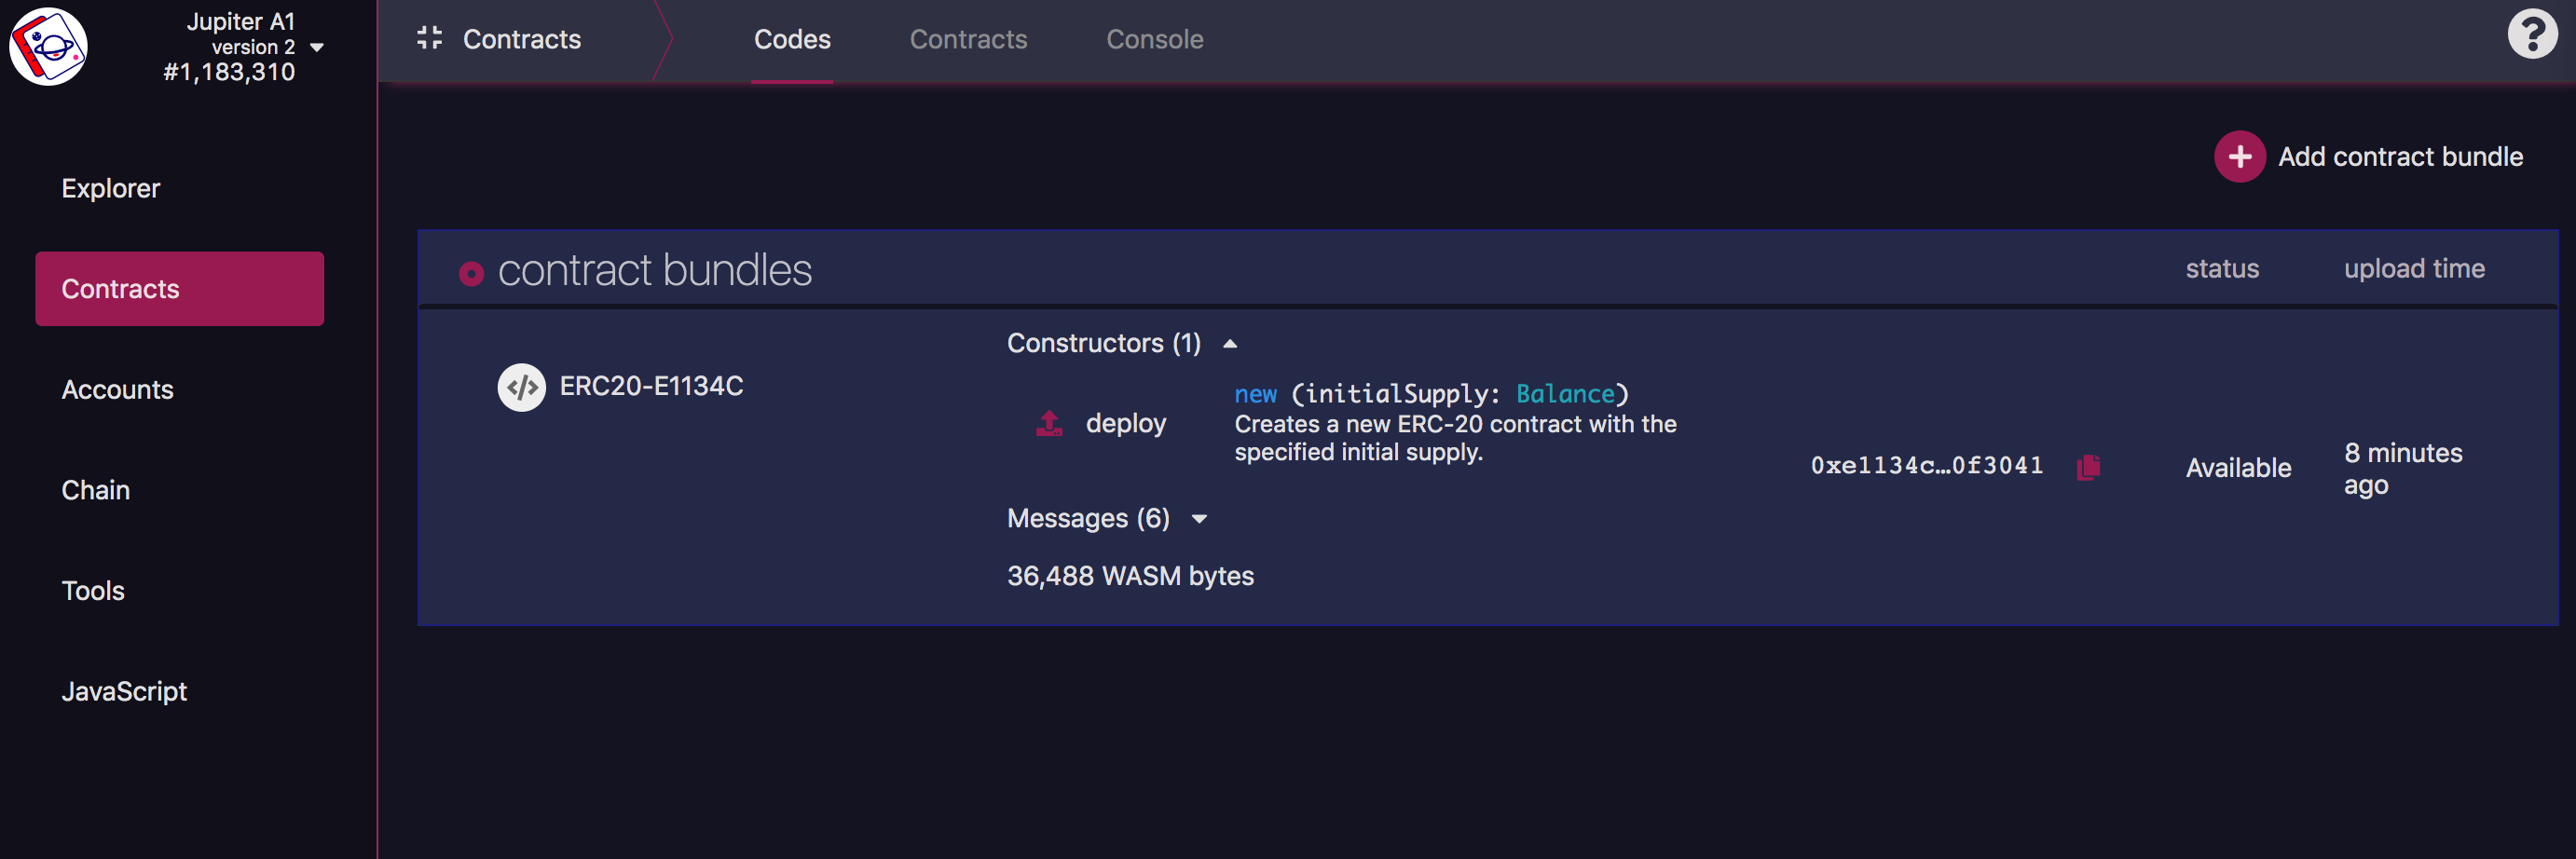 Jupiter A1
version 2
#1,183,310
Contracts
Codes
Contracts
Console
?
Explorer
Contracts
Accounts
Chain
Tools
JavaScript
Add contract bundle
contract bundles
status
upload time
ERC20-E1134C
Constructors (1)
deploy
new (initialSupply: Balance)
Creates a new ERC-20 contract with the
specified initial supply.
Messages (6)
36,488 WASM bytes
0xe1134c…0f3041
Available
8 minutes
ago